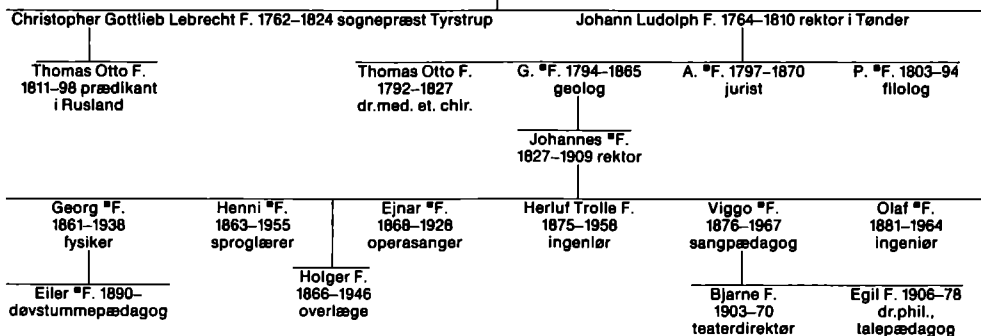 Christopher Gottlieb Lebrecht F. 1762–1824 sognepræst Tyrstrup
Johann Ludolph F. 1764–1810 rektor i Tønder
Thomas Otto F.
1811–98 prædikant
i Rusland
Thomas Otto F.
1792–1827
dr.med. et. chir.
G. ■F. 1794–1865
geolog
A. ■F. 1797–1870
jurist
P. ■F. 1803–94
filolog
Johannes ■F.
1827–1909 rektor
Georg ■F.
1861–1938
fysiker
Henni ■F.
1863–1955
sproglærer
Ejnar ■F.
1868–1928
operasanger
Herluf Trolle F.
1875–1958
ingeniør
Viggo ■F.
1876–1967
sangpædagog
Olaf ■F.
1881–1964
ingeniør
Eiler ■F. 1890–
døvstummepædagog
Holger F.
1866–1946
overlæge
Bjarne F.
1903–70
teaterdirektør
Egil F. 1906–78
dr.phil.,
talepædagog